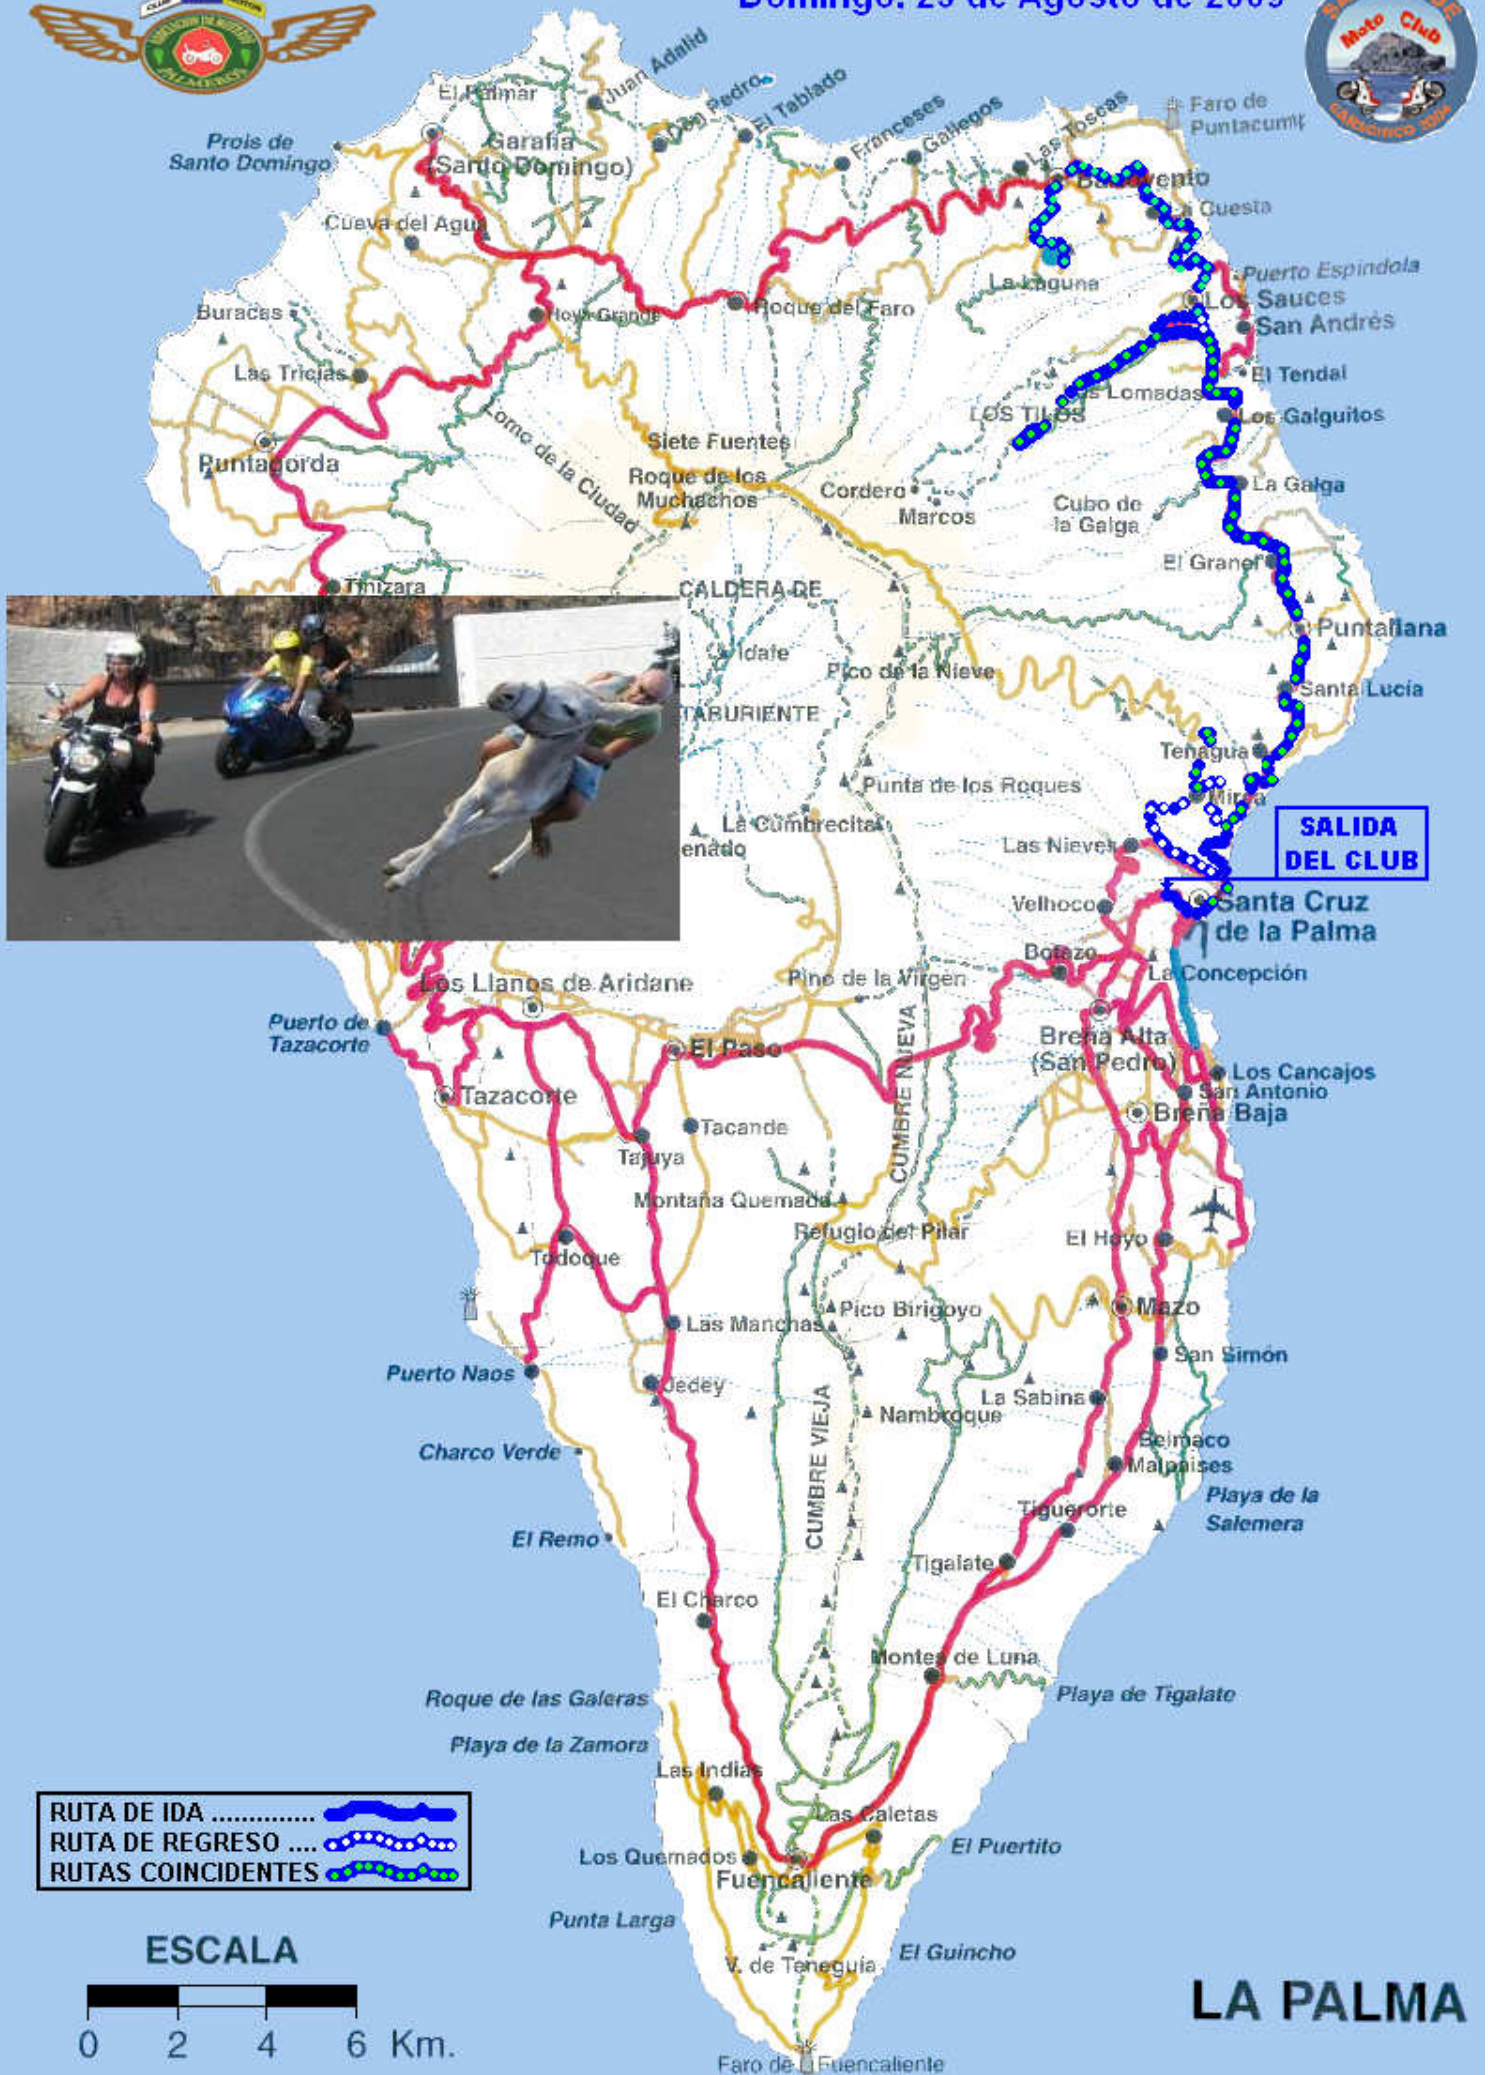 Domingo. 23 de Agosto de 2009
Moto Club
GARACHICO 2004
El Palmar
Juan Adalid
Don Pedro
El Tablado
Franceses
Gallegos
Las Toscas
Faro de
Prois de
Santo Domingo
Garafía
(Santo Domingo)
Barlovento
Cueva del Agua
La Cuesta
La Laguna
Puerto Espindola
Buracas
Hoya Grande
Roque del Faro
Los Sauces
San Andrés
Las Tricias
El Tendal
Los Galguitos
LOS TILOS
Lomadas
Lomo de la Ciudad
Siete Fuentes
Puntagorda
Roque de los
Muchachos
Cordero
Marcos
Cubo de
la Galga
La Galga
El Granel
Tinizara
CALDERA DE
Idafe
TABURIENTE
Pico de la Nieve
Puntallana
Santa Lucía
Tenagua
Mirca
Punta de los Roques
La Cumbrecita
enado
Las Nieves
SALIDA
DEL CLUB
Velhoco
Santa Cruz
de la Palma
Botazo
La Concepción
Los Llanos de Aridane
Pino de la Virgen
Puerto de
Tazacorte
El Paso
CUMBRE NUEVA
Breña Alta
(San Pedro)
Los Cancajos
San Antonio
Breña Baja
Tazacorte
Tacande
Tajuya
Montaña Quemada
Refugio del Pilar
El Hoyo
Todoque
Pico Birigoyo
Mazo
Las Manchas
San Simón
Puerto Naos
Jedey
La Sabina
Nambroque
CUMBRE VIEJA
Charco Verde
Belmaco
Malpaises
Playa de la
Salemera
El Remo
Tiguerorte
Tigalate
El Charco
Montes de Luna
Playa de Tigalate
Roque de las Galeras
Playa de la Zamora
Las Indias
Las Caletas
El Puertito
Los Quemados
Fuencaliente
Punta Larga
V. de Teneguía
El Guincho
RUTA DE IDA ..............
RUTA DE REGRESO ....
RUTAS COINCIDENTES
ESCALA
0 2 4 6 Km.
LA PALMA
Faro de Fuencaliente